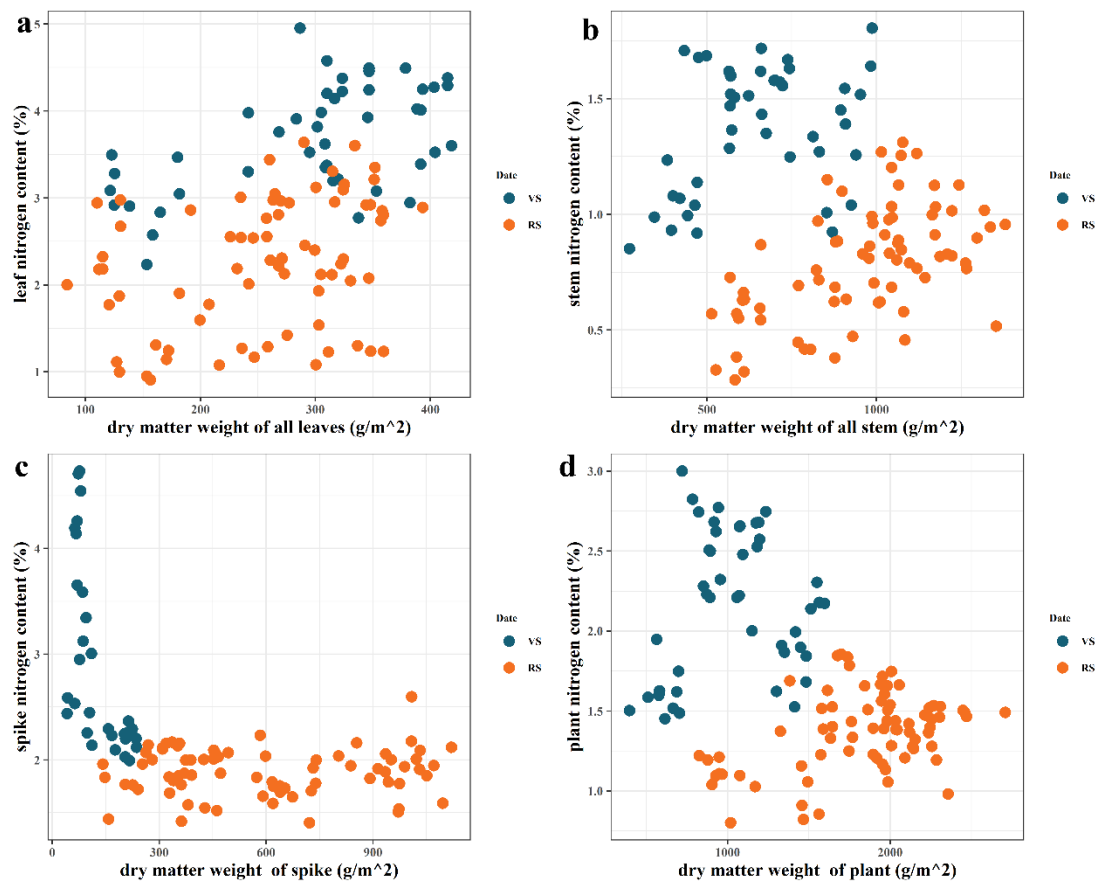 a
5
4
3
2
1
leaf nitrogen content (%)
100 200 300 400
dry matter weight of all leaves (g/m^2)
Date
VS
RS
b
1.5
1.0
0.5
stem nitrogen content (%)
500 1000
dry matter weight of all stem (g/m^2)
Date
VS
RS
c
4
3
2
spike nitrogen content (%)
0 300 600 900
dry matter weight of spike (g/m^2)
Date
VS
RS
d
3.0
2.5
2.0
1.5
1.0
plant nitrogen content (%)
1000 2000
dry matter weight of plant (g/m^2)
Date
VS
RS